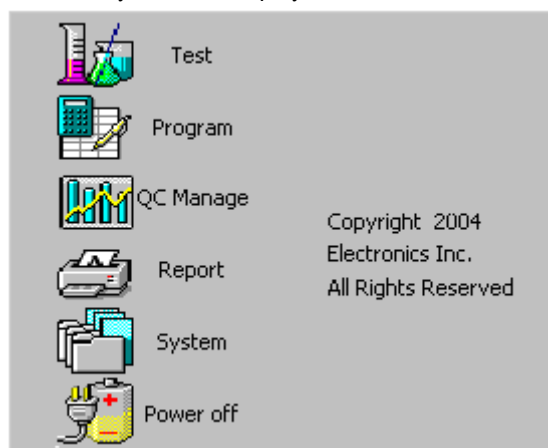 Test
Program
QC Manage
Report
System
Power off
Copyright 2004
Electronics Inc.
All Rights Reserved